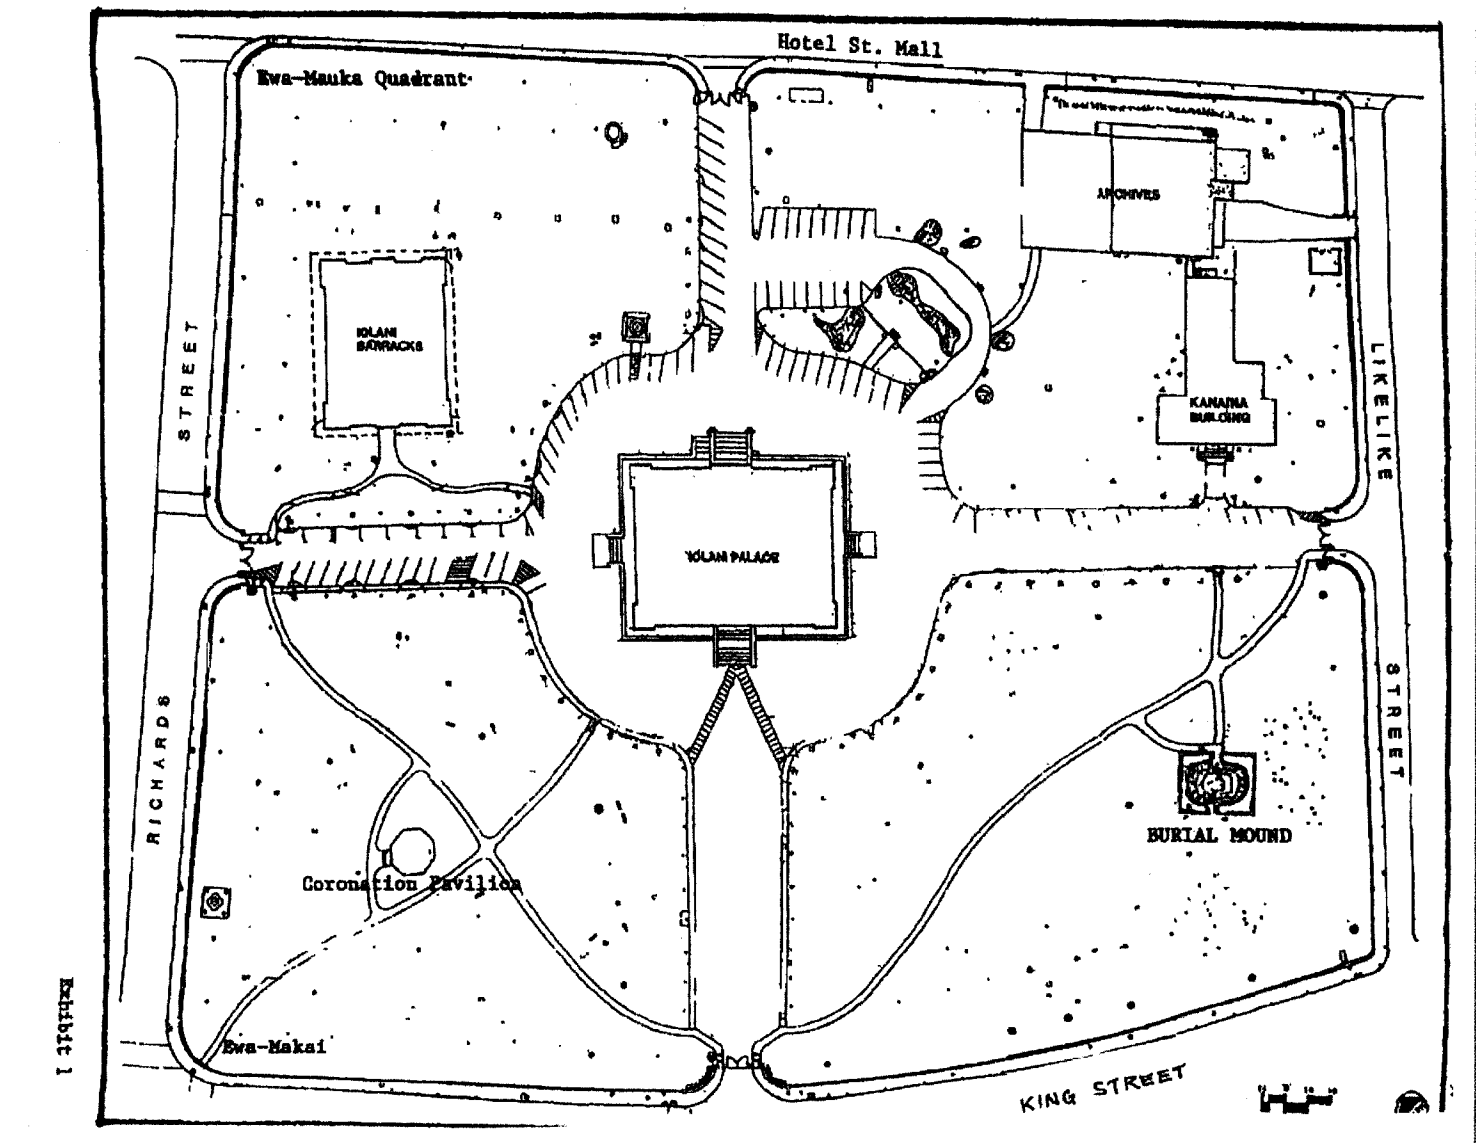 Hotel St. Mall
Ewa-Mauka Quadrant
ARCHIVES
IOLANI
BARRACKS
STREET
LIKELIKE
KANAINA
BUILDING
IOLANI PALACE
RICHARDS
STREET
BURIAL MOUND
Coronation Pavilion
Exhibit 1
Ewa-Makai
KING STREET